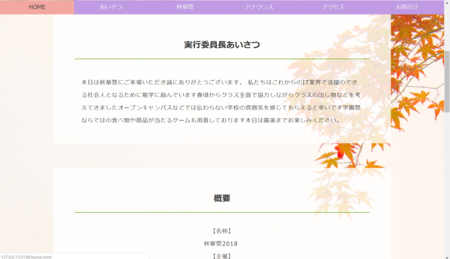 HOME
あいさつ
秋華祭
アナウンス
アクセス
お問合せ
実行委員長あいさつ
本日は秋華祭にご来場いただき誠にありがとうございます。 私たちはこれからのIT業界で活躍のでき
る社会人となるために勉学に励んでいます春頃からクラス全員で協力しながらクラスの出し物などを考
えてきましたオープンキャンパスなどでは伝わらない学校の雰囲気を感じてもらえると幸いです学園祭
ならではの食べ物や商品が当たるゲームも用意しております本日は最後までお楽しみください。
概要
【名称】
秋華祭2018
【主催】